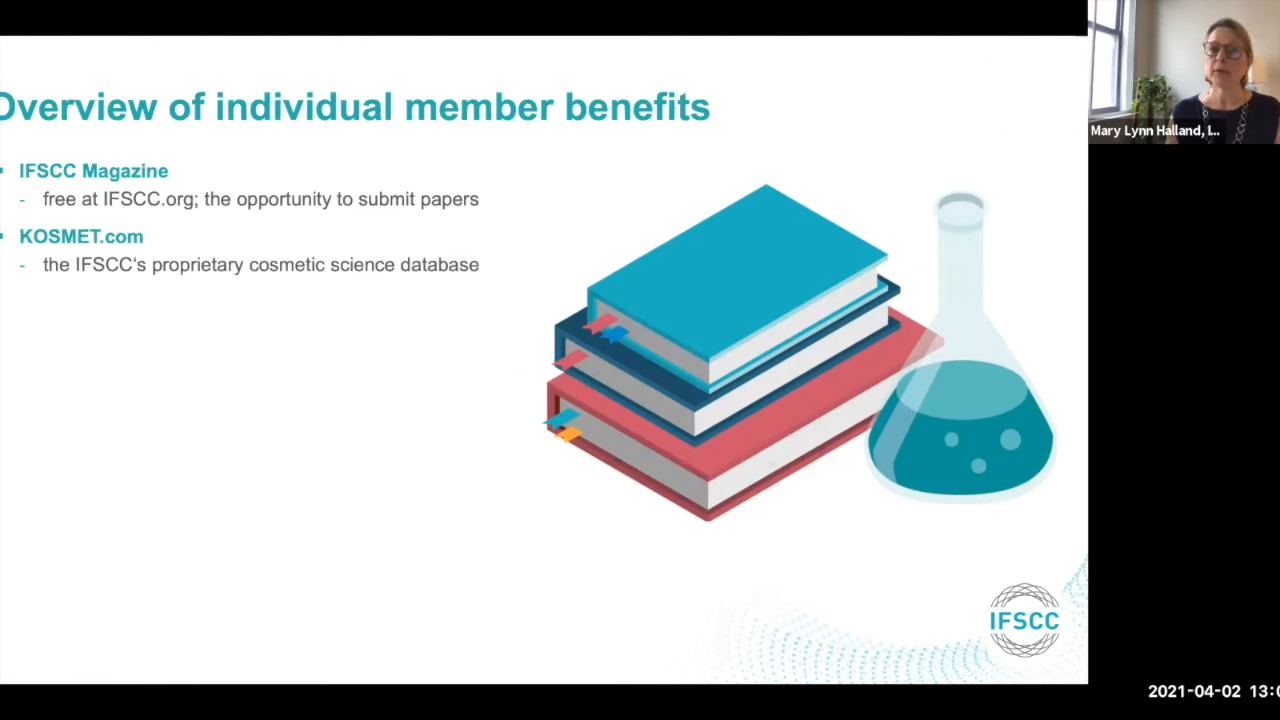 Overview of individual member benefits
IFSCC Magazine
- free at IFSCC.org; the opportunity to submit papers
KOSMET.com
- the IFSCC's proprietary cosmetic science database
IFSCC
Mary Lynn Halland, I...
2021-04-02 13:0